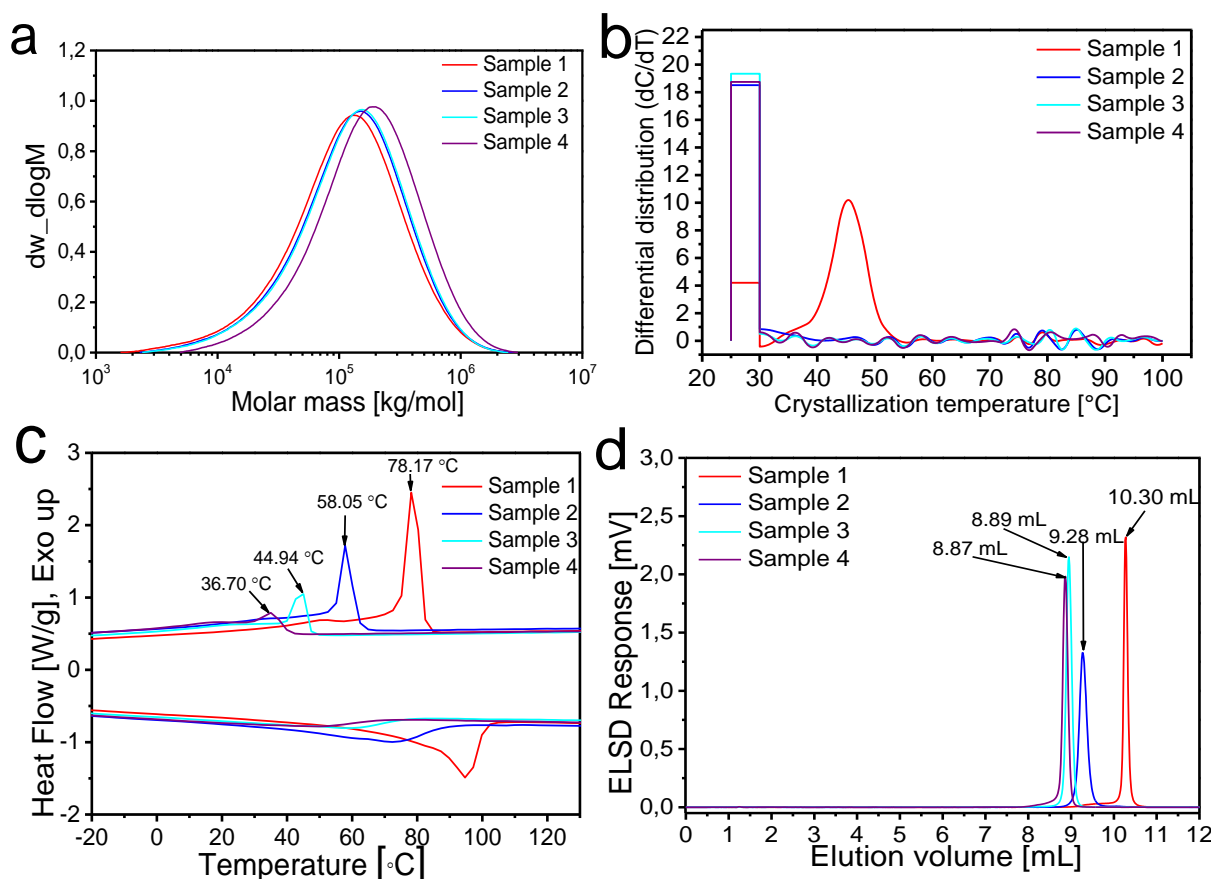 a
1,2
1,0
0,8
0,6
0,4
0,2
0,0
dw_dlogM
10³ 10⁴ 10⁵ 10⁶ 10⁷
Molar mass [kg/mol]
Sample 1
Sample 2
Sample 3
Sample 4
b
22
20
18
16
14
12
10
8
6
4
2
0
Differential distribution (dC/dT)
20 30 40 50 60 70 80 90 100
Crystallization temperature [°C]
Sample 1
Sample 2
Sample 3
Sample 4
c
3
2
1
0
-1
-2
Heat Flow [W/g], Exo up
78.17 °C
58.05 °C
44.94 °C
36.70 °C
Sample 1
Sample 2
Sample 3
Sample 4
-20 0 20 40 60 80 100 120
Temperature [°C]
d
3,0
2,5
2,0
1,5
1,0
0,5
0,0
ELSD Response [mV]
Sample 1
Sample 2
Sample 3
Sample 4
10.30 mL
8.89 mL
9.28 mL
8.87 mL
0 1 2 3 4 5 6 7 8 9 10 11 12
Elution volume [mL]